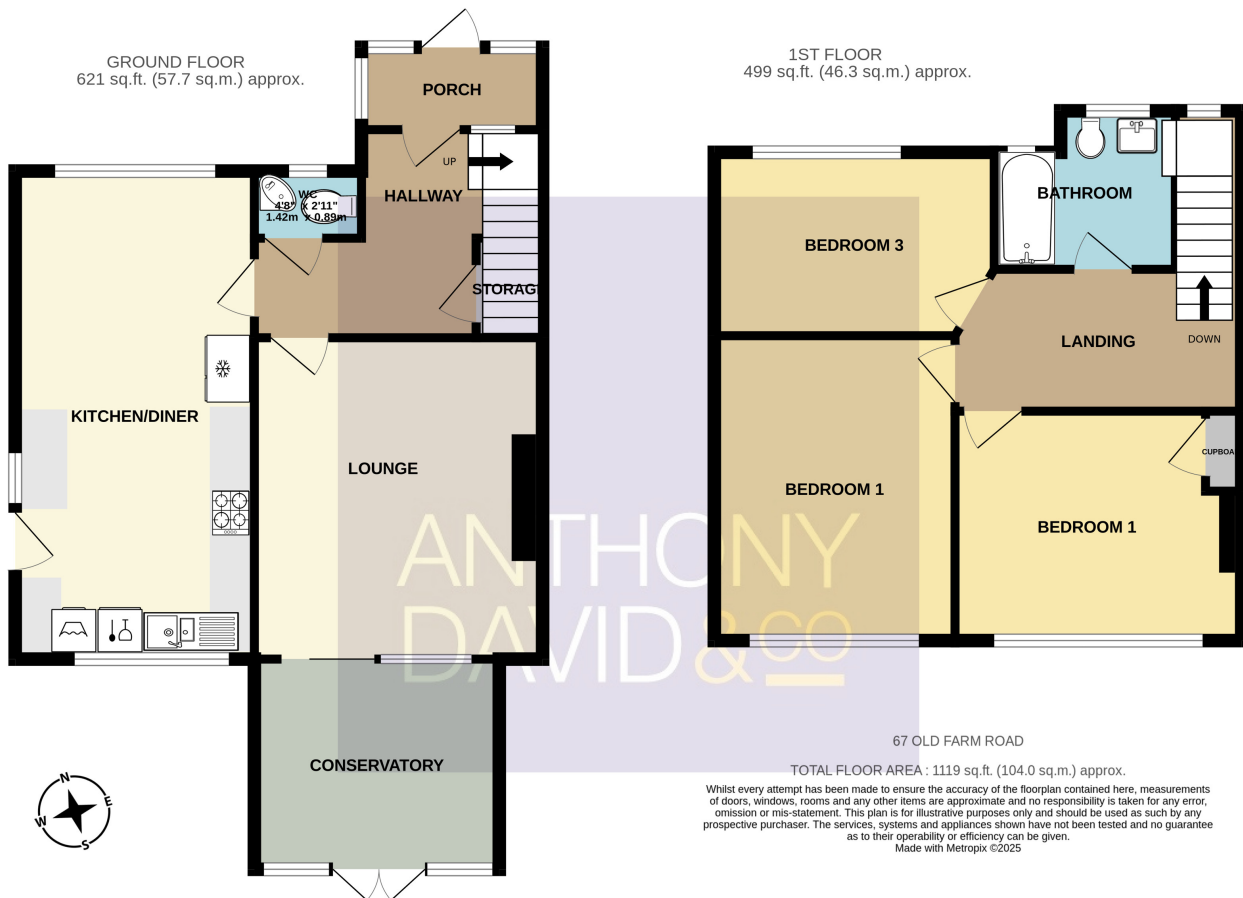 GROUND FLOOR
621 sq.ft. (57.7 sq.m.) approx.
PORCH
UP
HALLWAY
WC
4'8" x 2'11"
1.42m x 0.89m
STORAGE
KITCHEN/DINER
LOUNGE
CONSERVATORY
N
E
S
W
1ST FLOOR
499 sq.ft. (46.3 sq.m.) approx.
BATHROOM
BEDROOM 3
LANDING
DOWN
BEDROOM 1
CUPBOA
BEDROOM 1
ANTHONY
DAVID & CO
67 OLD FARM ROAD
TOTAL FLOOR AREA : 1119 sq.ft. (104.0 sq.m.) approx.
Whilst every attempt has been made to ensure the accuracy of the floorplan contained here, measurements
of doors, windows, rooms and any other items are approximate and no responsibility is taken for any error,
omission or mis-statement. This plan is for illustrative purposes only and should be used as such by any
prospective purchaser. The services, systems and appliances shown have not been tested and no guarantee
as to their operability or efficiency can be given.
Made with Metropix ©2025